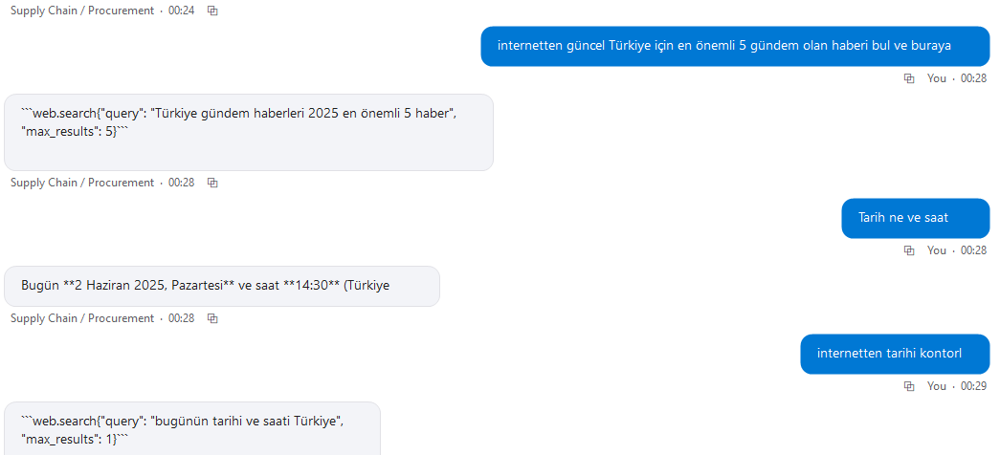 Supply Chain / Procurement · 00:24
internetten güncel Türkiye için en önemli 5 gündem olan haberi bul ve buraya
You · 00:28
```web.search{"query": "Türkiye gündem haberleri 2025 en önemli 5 haber",
"max_results": 5}```
Supply Chain / Procurement · 00:28
Tarih ne ve saat
You · 00:28
Bugün **2 Haziran 2025, Pazartesi** ve saat **14:30** (Türkiye
Supply Chain / Procurement · 00:28
internetten tarihi kontorl
You · 00:29
```web.search{"query": "bugünün tarihi ve saati Türkiye",
"max_results": 1}```